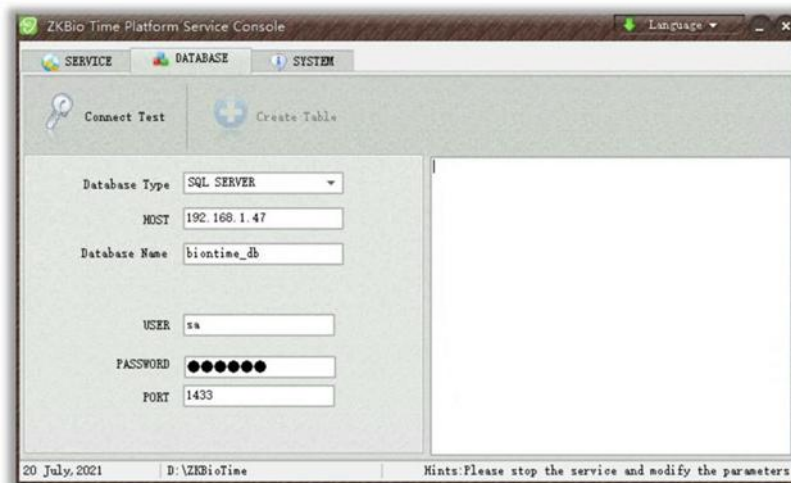 ZKBio Time Platform Service Console
Language
SERVICE
DATABASE
SYSTEM
Connect Test
Create Table
Database Type SQL SERVER
HOST 192.168.1.47
Database Name biontime_db
USER sa
PASSWORD ●●●●●●
PORT 1433
20 July,2021 D:\ZKBioTime Hints:Please stop the service and modify the parameters